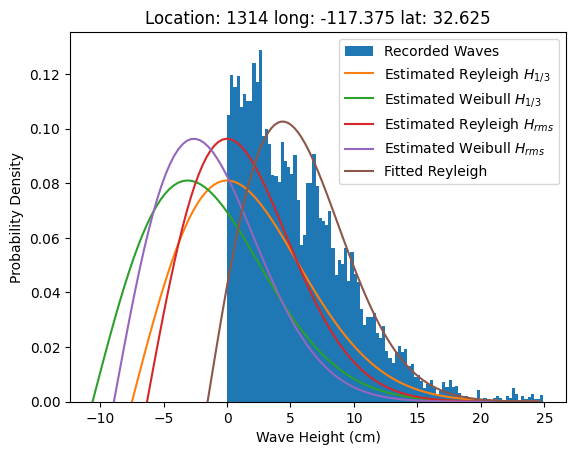 Location: 1314 long: -117.375 lat: 32.625
Recorded Waves
Estimated Reyleigh H1/3
Estimated Weibull H1/3
Estimated Reyleigh Hrms
Estimated Weibull Hrms
Fitted Reyleigh
Probability Density
0.12
0.10
0.08
0.06
0.04
0.02
0.00
−10
−5
0
5
10
15
20
25
Wave Height (cm)